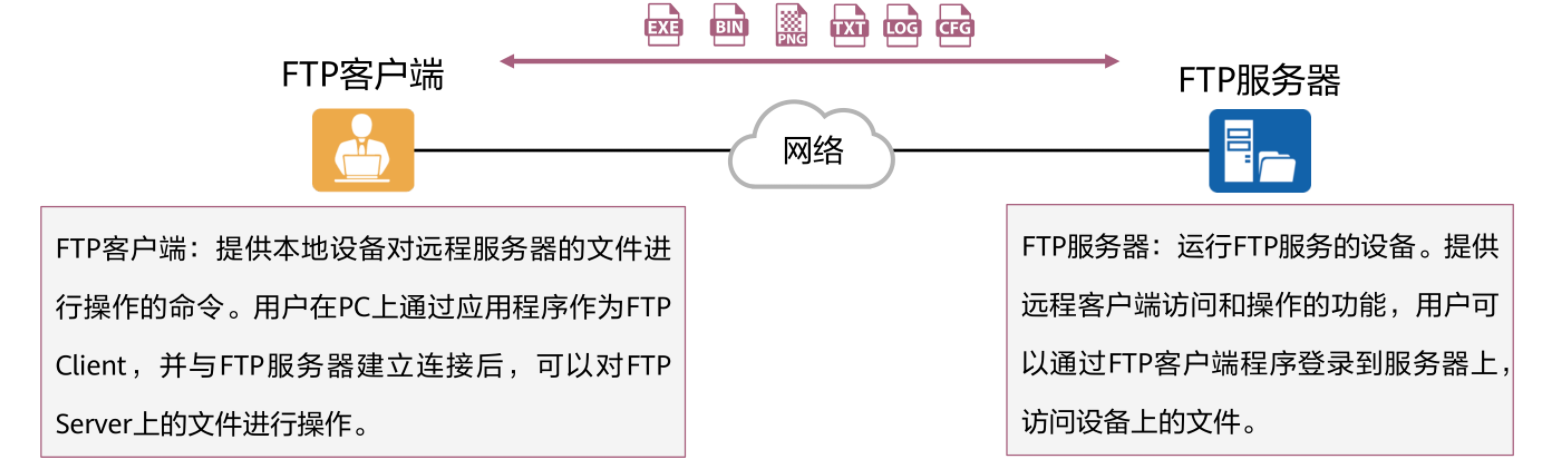 EXE BIN PNG TXT LOG CFG
FTP客户端
FTP服务器
网络
FTP客户端：提供本地设备对远程服务器的文件进
行操作的命令。用户在PC上通过应用程序作为FTP
Client，并与FTP服务器建立连接后，可以对FTP
Server上的文件进行操作。
FTP服务器：运行FTP服务的设备。提供
远程客户端访问和操作的功能，用户可
以通过FTP客户端程序登录到服务器上，
访问设备上的文件。